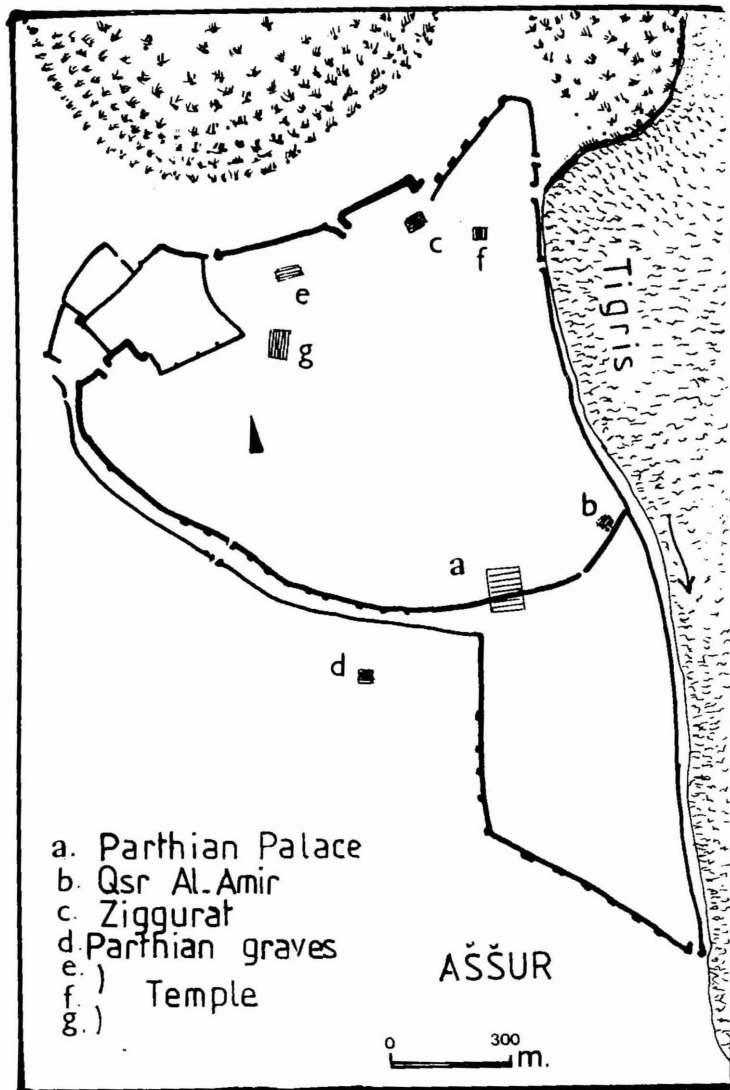 c
f
e
g
Tigris
b
a
d
a. Parthian Palace
b. Qsr Al-Amir
c. Ziggurat
d. Parthian graves
e. )
f. Temple
g. )
AŠŠUR
0 300 m.